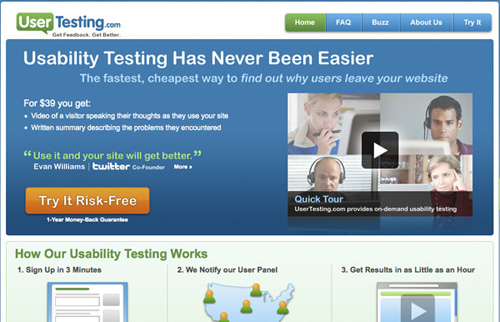 UserTesting.com
Get Feedback. Get Better.
Home FAQ Buzz About Us Try It
Usability Testing Has Never Been Easier
The fastest, cheapest way to find out why users leave your website
For $39 you get:
• Video of a visitor speaking their thoughts as they use your site
• Written summary describing the problems they encountered
“Use it and your site will get better.”
Evan Williams | twitter Co-Founder More »
Try It Risk-Free
1-Year Money-Back Guarantee
Quick Tour
UserTesting.com provides on-demand usability testing
How Our Usability Testing Works
1. Sign Up in 3 Minutes
2. We Notify our User Panel
3. Get Results in as Little as an Hour